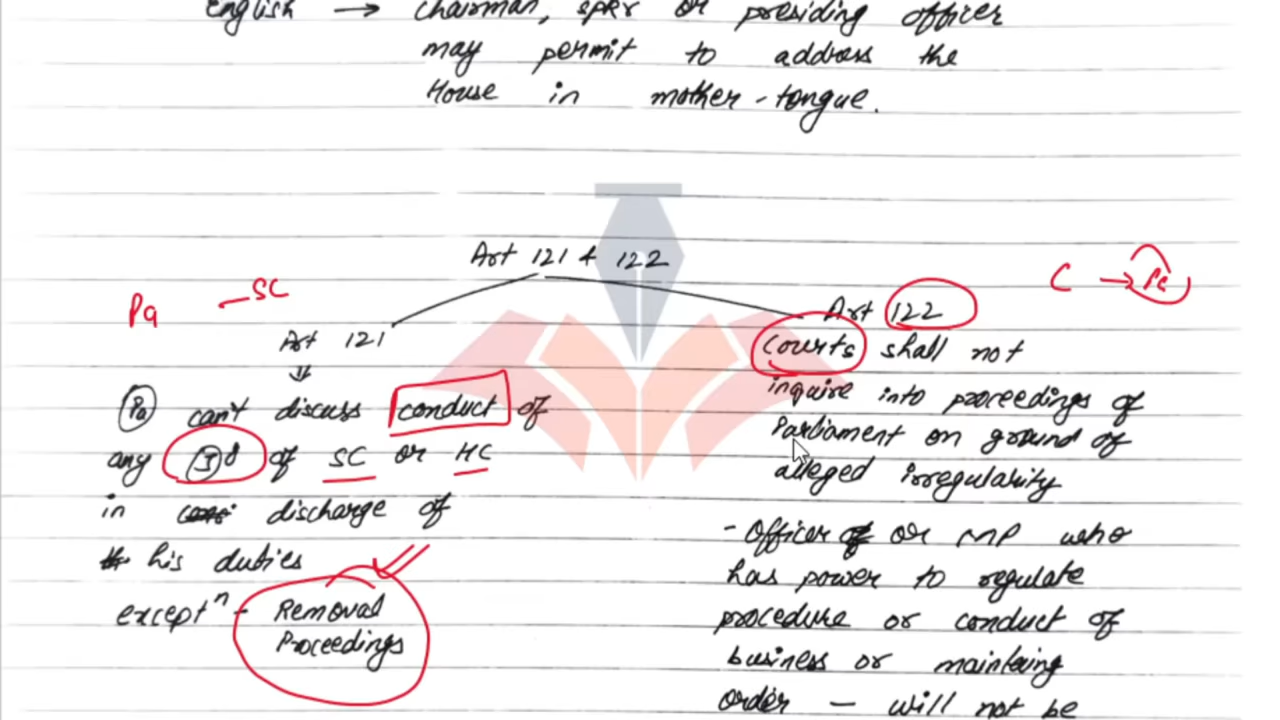 English → chairman, spkr or presiding officer
may permit to address the
House in mother-tongue.
Art 121 & 122
Pa — SC
Art 121
⇓
(Pa) can't discuss conduct of
any (J)d of SC or HC
in discharge of
his duties
exceptⁿ - Removal
Proceedings
C → Pa
Art 122
Courts shall not
inquire into proceedings of
Parliament on ground of
alleged irregularity
- Officer or MP who
has power to regulate
procedure or conduct of
business or maintaing
order — will not be